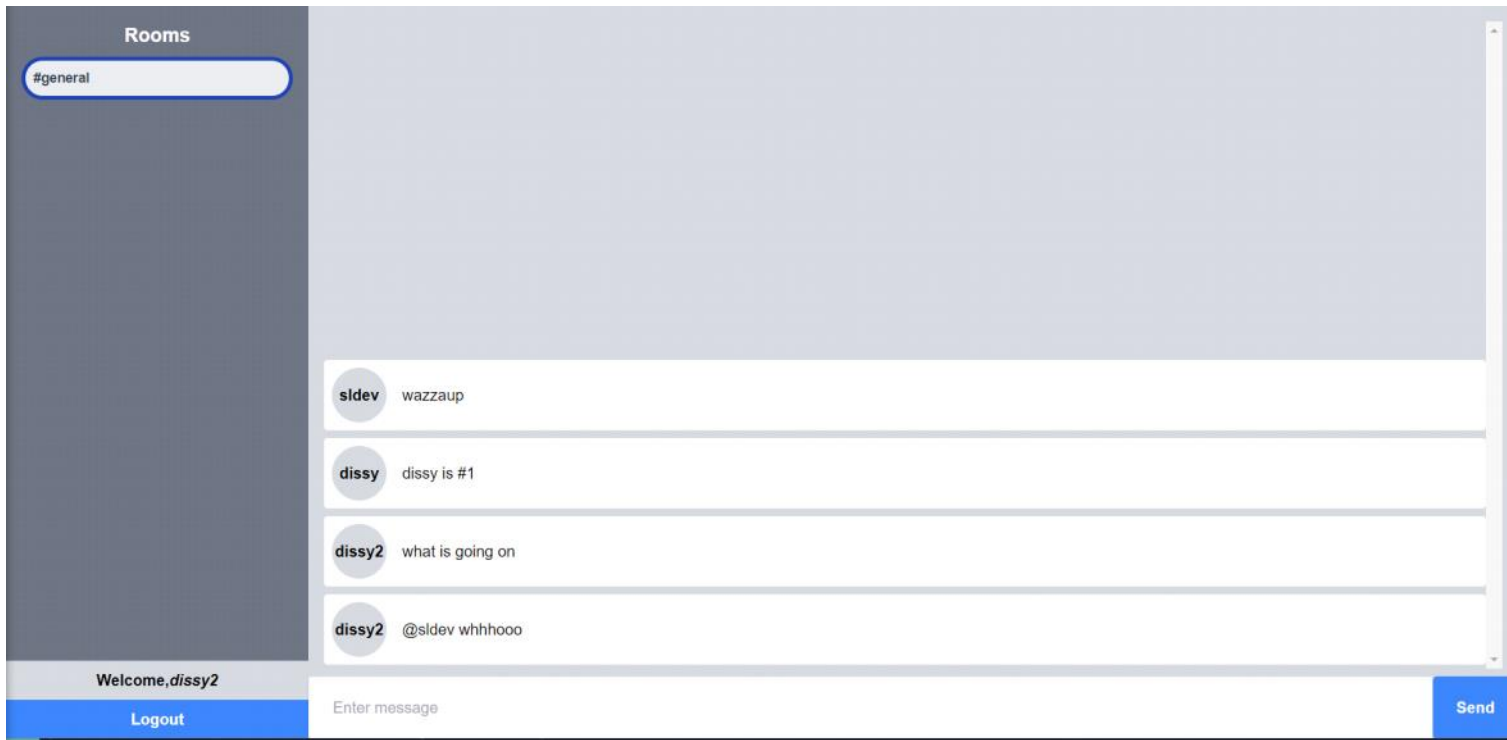 Rooms
#general
sldev wazzaup
dissy dissy is #1
dissy2 what is going on
dissy2 @sldev whhhooo
Welcome,dissy2
Logout
Enter message
Send